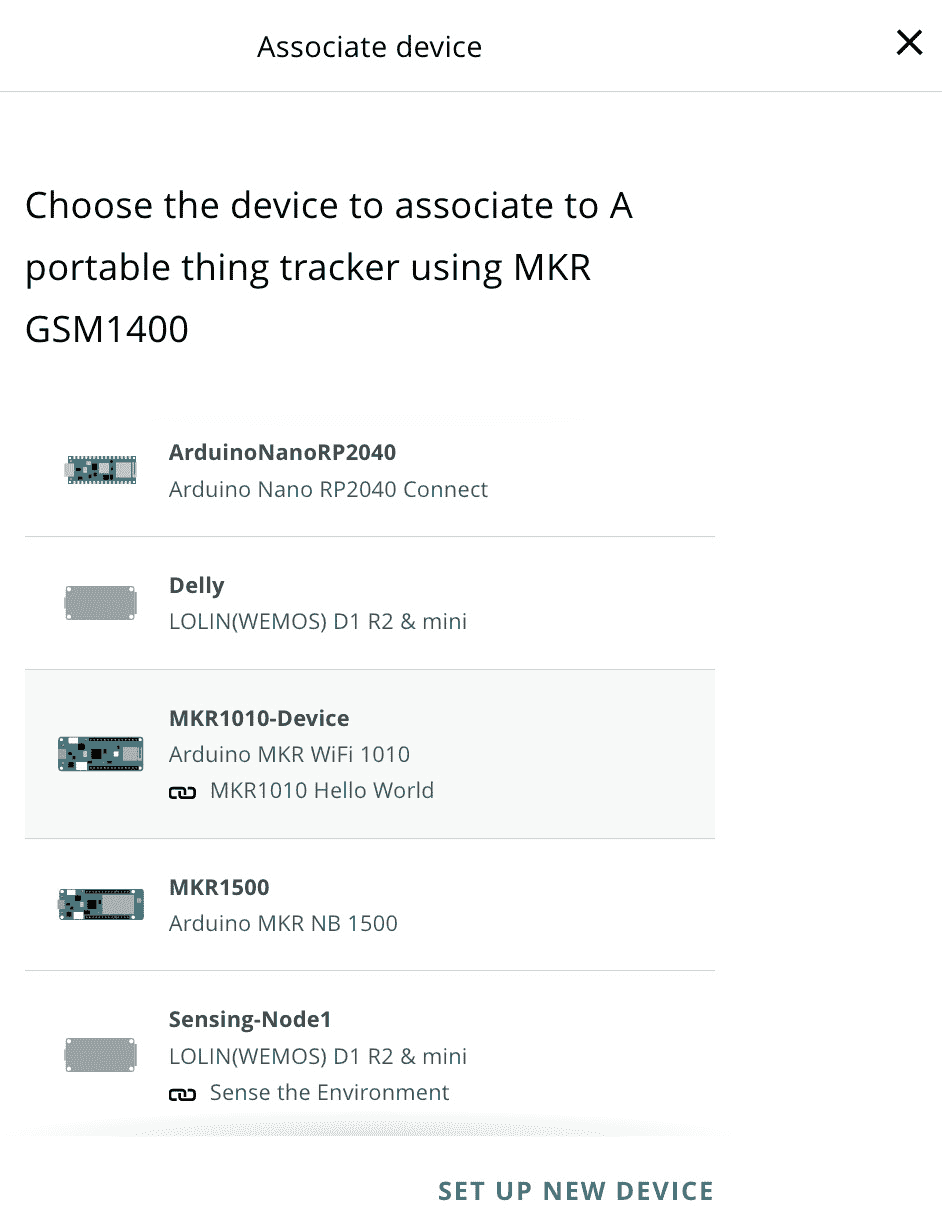 Associate device
Choose the device to associate to A
portable thing tracker using MKR
GSM1400
ArduinoNanoRP2040
Arduino Nano RP2040 Connect
Delly
LOLIN(WEMOS) D1 R2 & mini
MKR1010-Device
Arduino MKR WiFi 1010
MKR1010 Hello World
MKR1500
Arduino MKR NB 1500
Sensing-Node1
LOLIN(WEMOS) D1 R2 & mini
Sense the Environment
SET UP NEW DEVICE